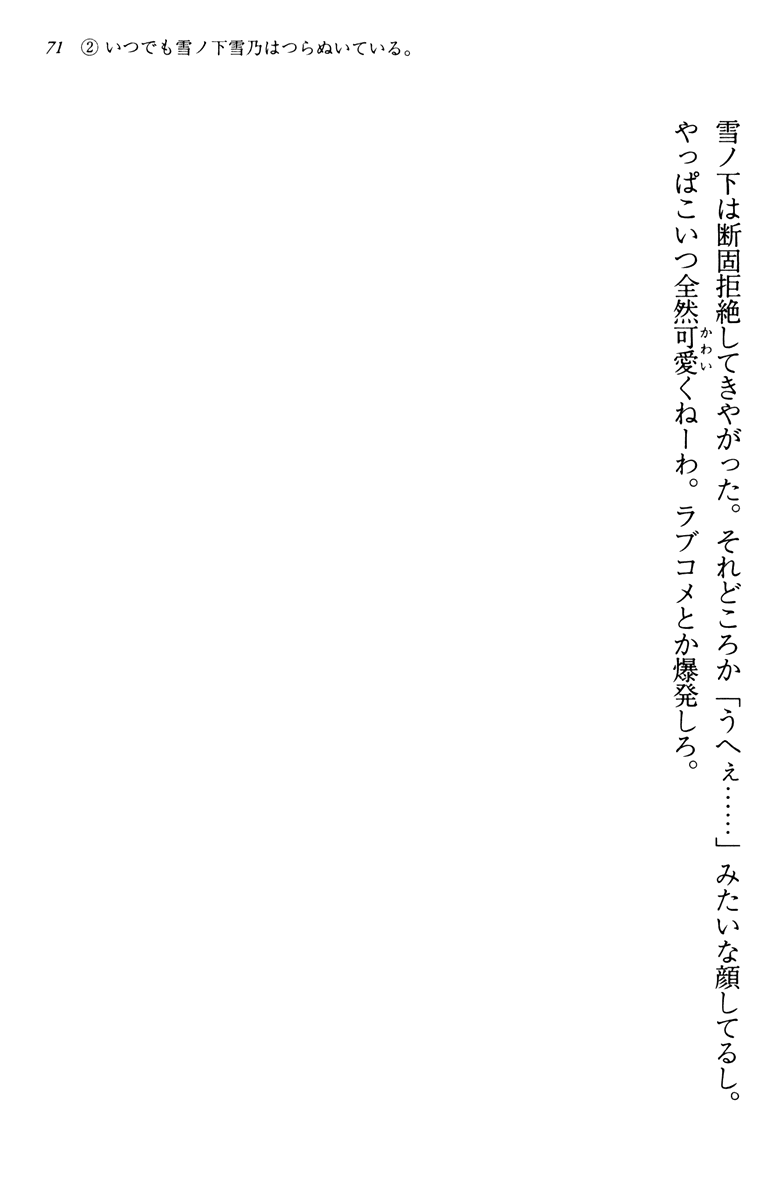 71 ② いつでも雪ノ下雪乃はつらぬいている。
雪ノ下は断固拒絶してきやがった。それどころか「うへぇ……」みたいな顔してるし。
やっぱこいつ全然可愛くねーわ。ラブコメとか爆発しろ。
かわい